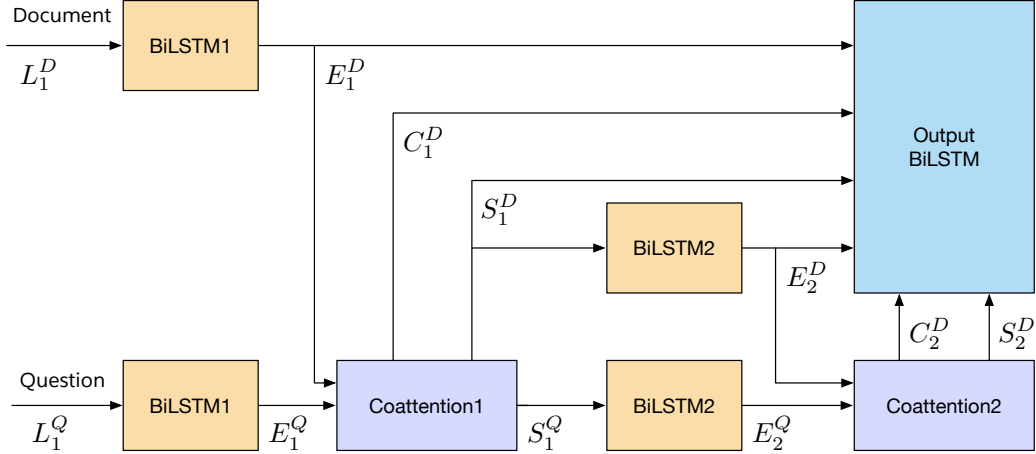 Document
BiLSTM1
$L_1^D$
$E_1^D$
$C_1^D$
Output
BiLSTM
$S_1^D$
BiLSTM2
$E_2^D$
$C_2^D$
$S_2^D$
Question
BiLSTM1
Coattention1
BiLSTM2
Coattention2
$L_1^Q$
$E_1^Q$
$S_1^Q$
$E_2^Q$